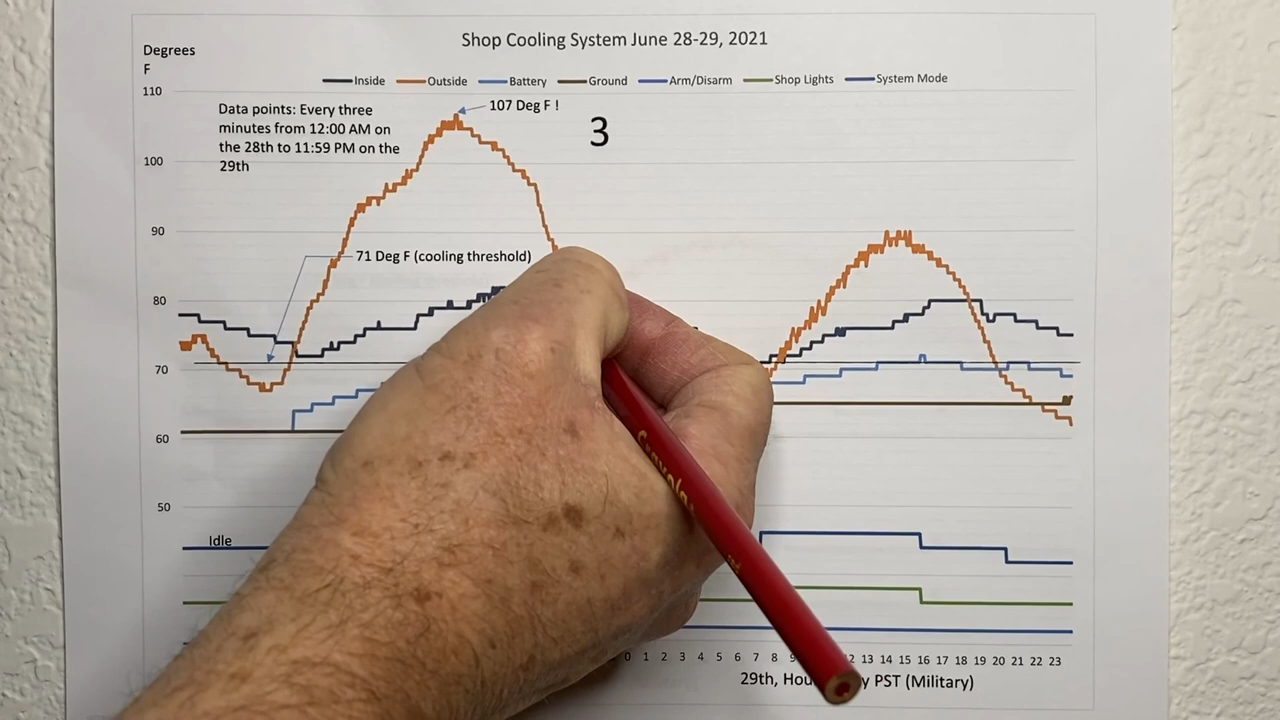 Shop Cooling System June 28-29, 2021
Degrees
F
Inside Outside Battery Ground Arm/Disarm Shop Lights System Mode
110
Data points: Every three
minutes from 12:00 AM on
the 28th to 11:59 PM on the
29th
107 Deg F !
3
100
90
71 Deg F (cooling threshold)
80
70
60
50
Idle
Crayola
0 1 2 3 4 5 6 7 8 9 12 13 14 15 16 17 18 19 20 21 22 23
29th, PST (Military)